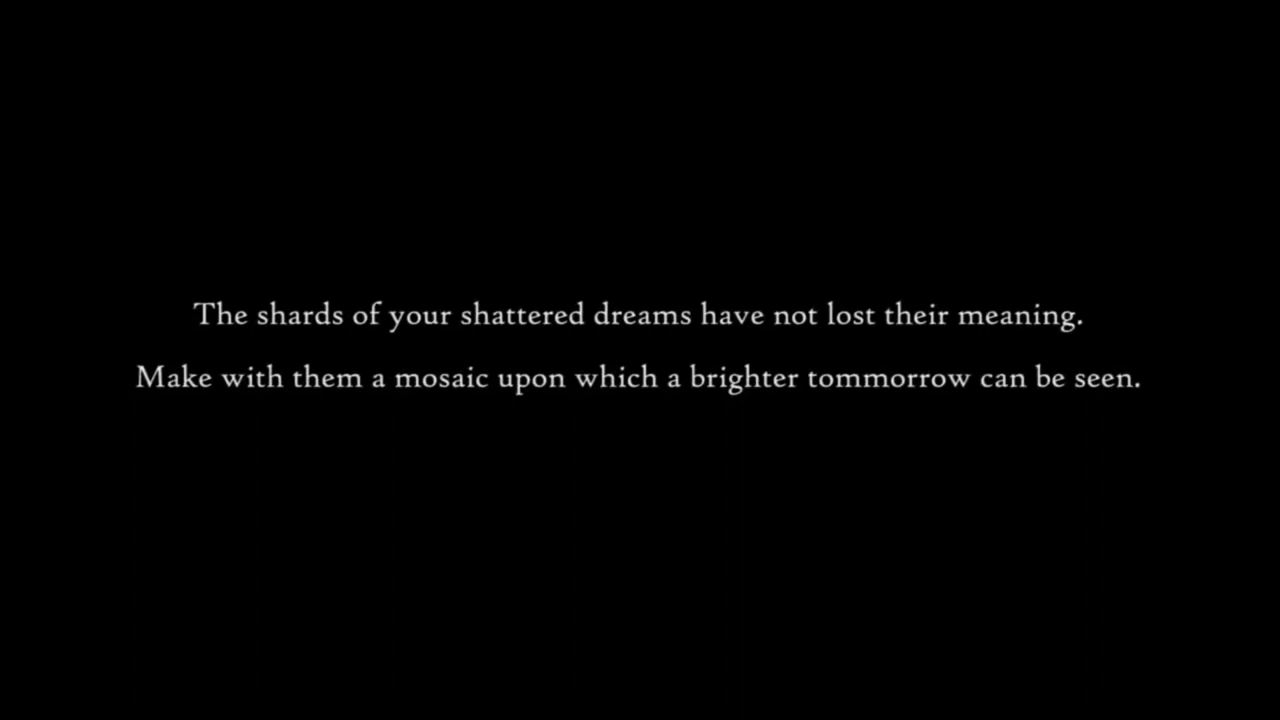 The shards of your shattered dreams have not lost their meaning.
Make with them a mosaic upon which a brighter tommorrow can be seen.